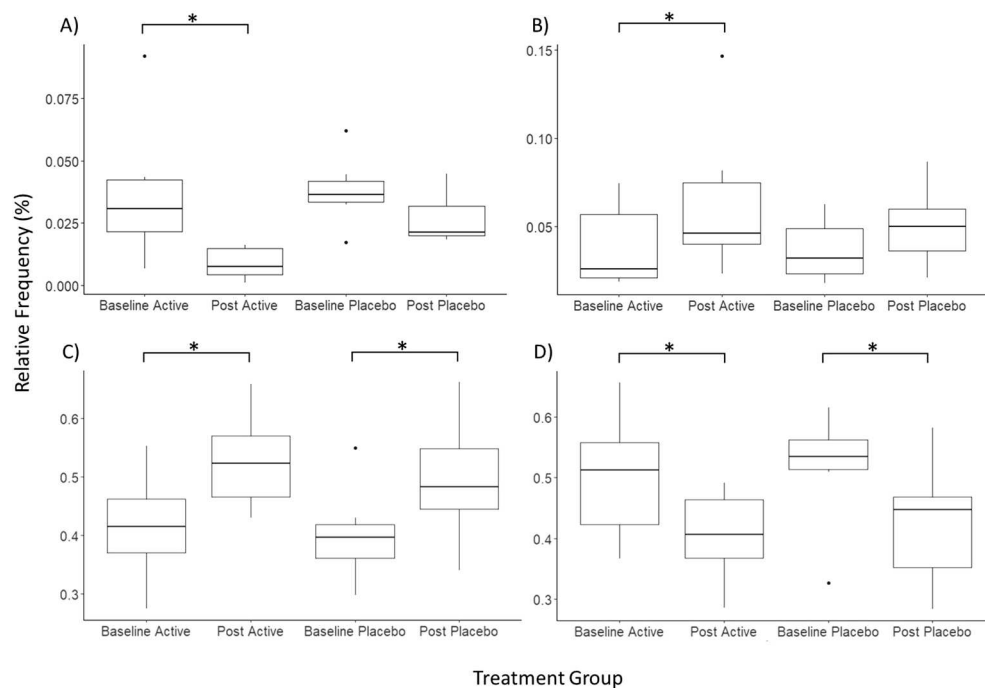 A)
*
0.075
0.050
0.025
0.000
Baseline Active Post Active Baseline Placebo Post Placebo
B)
*
0.15
0.10
0.05
Baseline Active Post Active Baseline Placebo Post Placebo
Relative Frequency (%)
C)
* *
0.6
0.5
0.4
0.3
Baseline Active Post Active Baseline Placebo Post Placebo
D)
* *
0.6
0.5
0.4
0.3
Baseline Active Post Active Baseline Placebo Post Placebo
Treatment Group